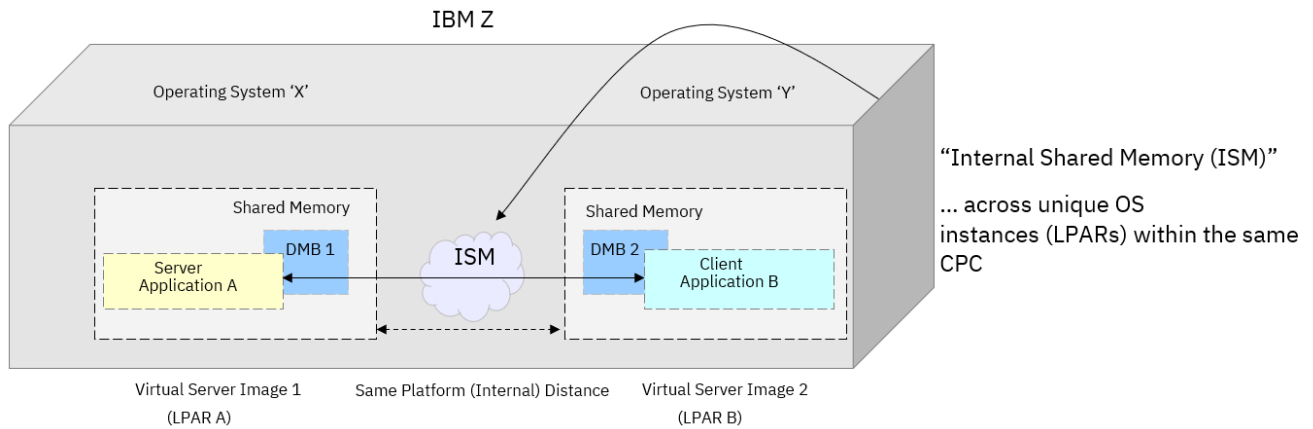 IBM Z
Operating System ‘X’
Operating System ‘Y’
“Internal Shared Memory (ISM)”
... across unique OS
instances (LPARs) within the same
CPC
Shared Memory
DMB 1
Server
Application A
ISM
Shared Memory
DMB 2
Client
Application B
Virtual Server Image 1
(LPAR A)
Same Platform (Internal) Distance
Virtual Server Image 2
(LPAR B)